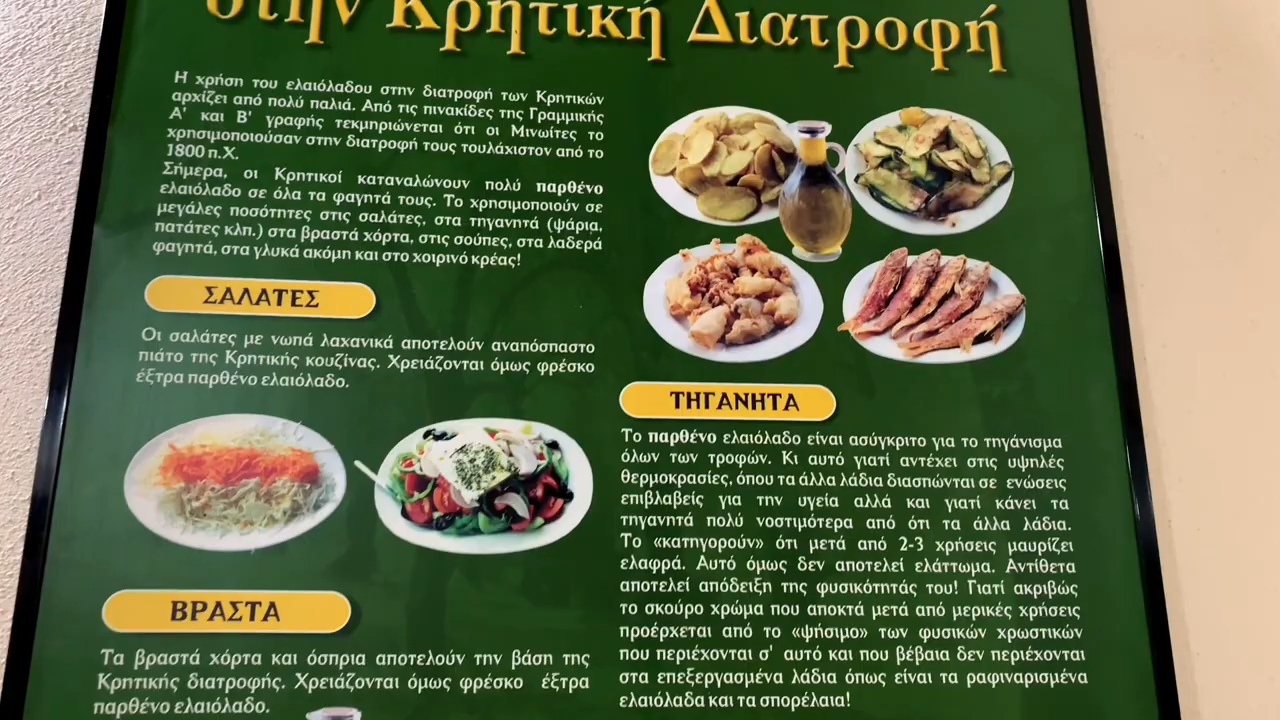 στην Κρητική Διατροφή
Η χρήση του ελαιόλαδου στην διατροφή των Κρητικών
αρχίζει από πολύ παλιά. Από τις πινακίδες της Γραμμικής
Α' και Β' γραφής τεκμηριώνεται ότι οι Μινωίτες το
χρησιμοποιούσαν στην διατροφή τους τουλάχιστον από το
1800 π.Χ.
Σήμερα, οι Κρητικοί καταναλώνουν πολύ παρθένο
ελαιόλαδο σε όλα τα φαγητά τους. Το χρησιμοποιούν σε
μεγάλες ποσότητες στις σαλάτες, στα τηγανητά (ψάρια,
πατάτες κλπ.) στα βραστά χόρτα, στις σούπες, στα λαδερά
φαγητά, στα γλυκά ακόμη και στο χοιρινό κρέας!
ΣΑΛΑΤΕΣ
Οι σαλάτες με νωπά λαχανικά αποτελούν αναπόσπαστο
πιάτο της Κρητικής κουζίνας. Χρειάζονται όμως φρέσκο
έξτρα παρθένο ελαιόλαδο.
ΒΡΑΣΤΑ
Τα βραστά χόρτα και όσπρια αποτελούν την βάση της
Κρητικής διατροφής. Χρειάζονται όμως φρέσκο έξτρα
παρθένο ελαιόλαδο.
ΤΗΓΑΝΗΤΑ
Το παρθένο ελαιόλαδο είναι ασύγκριτο για το τηγάνισμα
όλων των τροφών. Κι αυτό γιατί αντέχει στις υψηλές
θερμοκρασίες, όπου τα άλλα λάδια διασπώνται σε ενώσεις
επιβλαβείς για την υγεία αλλά και γιατί κάνει τα
τηγανητά πολύ νοστιμότερα από ότι τα άλλα λάδια.
Το «κατηγορούν» ότι μετά από 2-3 χρήσεις μαυρίζει
ελαφρά. Αυτό όμως δεν αποτελεί ελάττωμα. Αντίθετα
αποτελεί απόδειξη της φυσικότητάς του! Γιατί ακριβώς
το σκούρο χρώμα που αποκτά μετά από μερικές χρήσεις
προέρχεται από το «ψήσιμο» των φυσικών χρωστικών
που περιέχονται σ' αυτό και που βέβαια δεν περιέχονται
στα επεξεργασμένα λάδια όπως είναι τα ραφιναρισμένα
ελαιόλαδα και τα σπορέλαια!